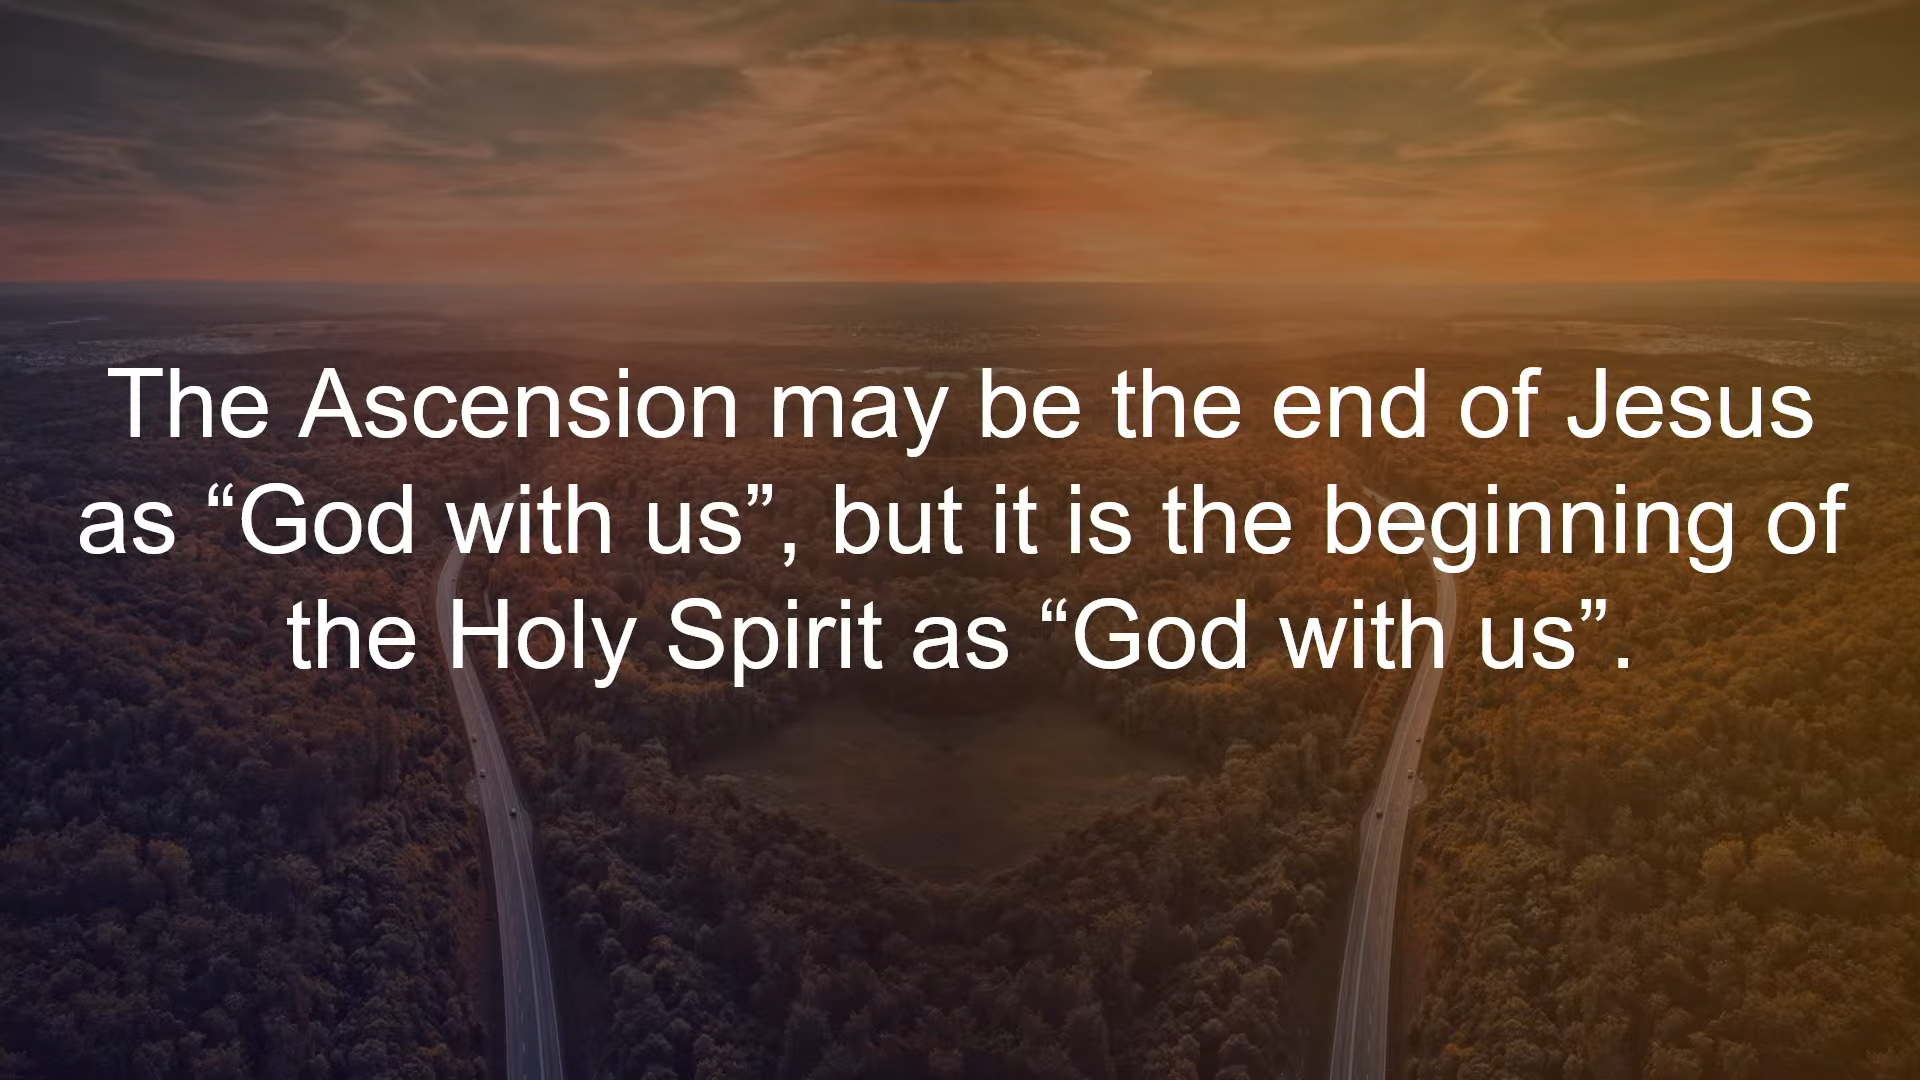 The Ascension may be the end of Jesus
as “God with us”, but it is the beginning of
the Holy Spirit as “God with us”.